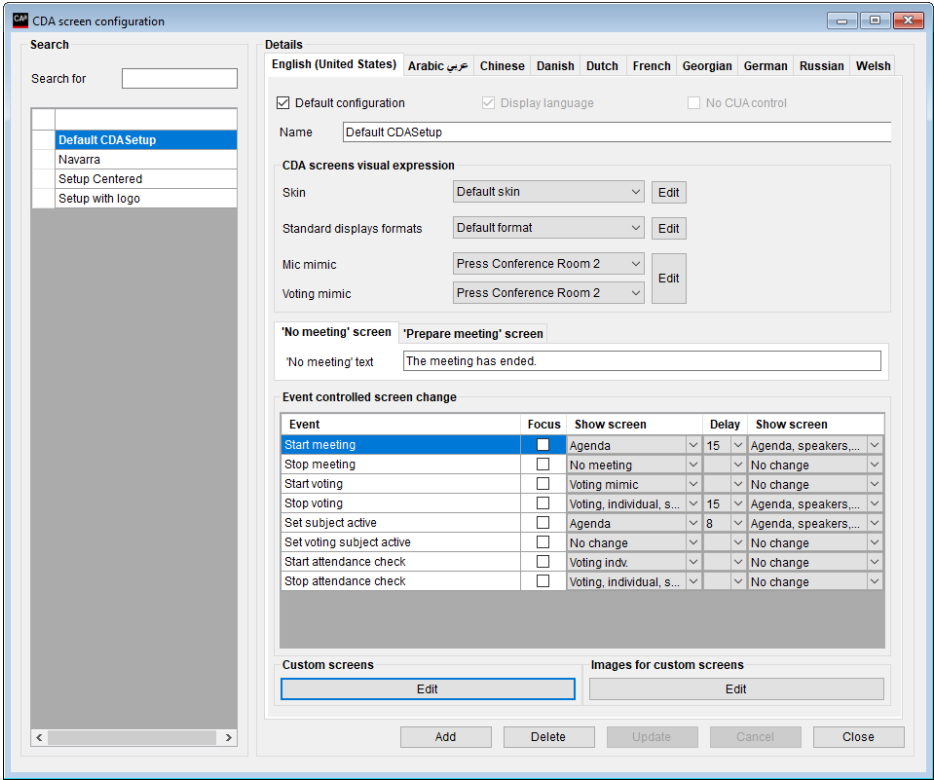 CDA screen configuration
Search
Search for
Default CDASetup
Navarra
Setup Centered
Setup with logo
Details
English (United States) Arabic عربي Chinese Danish Dutch French Georgian German Russian Welsh
Default configuration Display language No CUA control
Name Default CDASetup
CDA screens visual expression
Skin Default skin Edit
Standard displays formats Default format Edit
Mic mimic Press Conference Room 2
Edit
Voting mimic Press Conference Room 2
'No meeting' screen 'Prepare meeting' screen
'No meeting' text The meeting has ended.
Event controlled screen change
Event Focus Show screen Delay Show screen
Start meeting Agenda 15 Agenda, speakers,...
Stop meeting No meeting No change
Start voting Voting mimic No change
Stop voting Voting, individual, s... 15 Agenda, speakers,...
Set subject active Agenda 8 Agenda, speakers,...
Set voting subject active No change No change
Start attendance check Voting indv. No change
Stop attendance check Voting, individual, s... No change
Custom screens Images for custom screens
Edit Edit
Add Delete Update Cancel Close